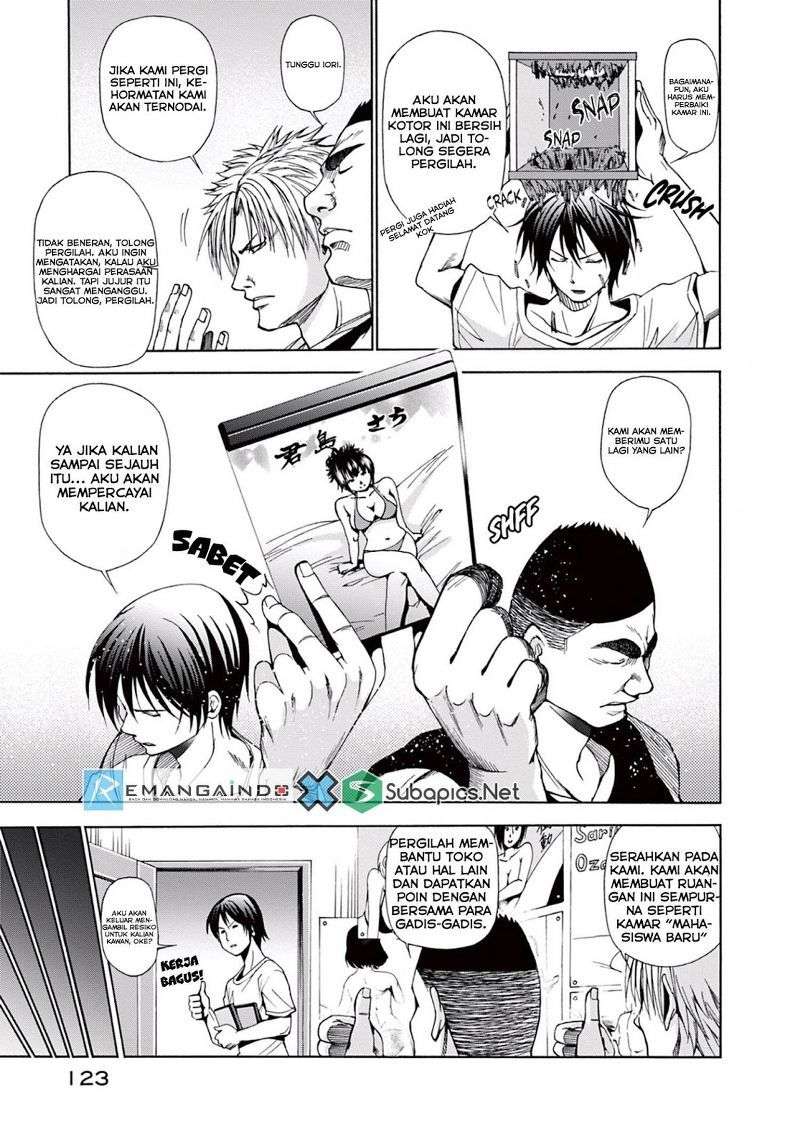 BAGAIMANA-
PUN, AKU
HARUS MEM-
PERBAIKI
KAMAR INI.
SNAP
SNAP
CRACK
CRUSH
AKU AKAN
MEMBUAT KAMAR
KOTOR INI BERSIH
LAGI, JADI TO-
LONG SEGERA
PERGILAH.
PERGI JUGA HADIAH
SELAMAT DATANG
KOK
TUNGGU IORI.
JIKA KAMI PERGI
SEPERTI INI, KE-
HORMATAN KAMI
AKAN TERNODAI.
TIDAK BENERAN, TOLONG
PERGILAH. AKU INGIN
MENGATAKAN, KALAU AKU
MENGHARGAI PERASAAN
KALIAN. TAPI JUJUR ITU
SANGAT MENGANGGU.
JADI TOLONG, PERGILAH.
KAMI AKAN MEM-
BERIMU SATU
LAGI YANG LAIN?
SHFF
君島 さち
SABET
YA JIKA KALIAN
SAMPAI SEJAUH
ITU... AKU AKAN
MEMPERCAYAI
KALIAN.
REMANGAINDO
Subapics.Net
SERAHKAN PADA
KAMI. KAMI AKAN
MEMBUAT RUANG-
AN INI SEMPUR-
NA SEPERTI
KAMAR "MAHA-
SISWA BARU"
PERGILAH MEM-
BANTU TOKO
ATAU HAL LAIN
DAN DAPATKAN
POIN DENGAN
BERSAMA PARA
GADIS-GADIS.
AKU AKAN
KELUAR MEN-
GAMBIL RESIKO
UNTUK KALIAN
KAWAN, OKE?
KERJA
BAGUS!
123